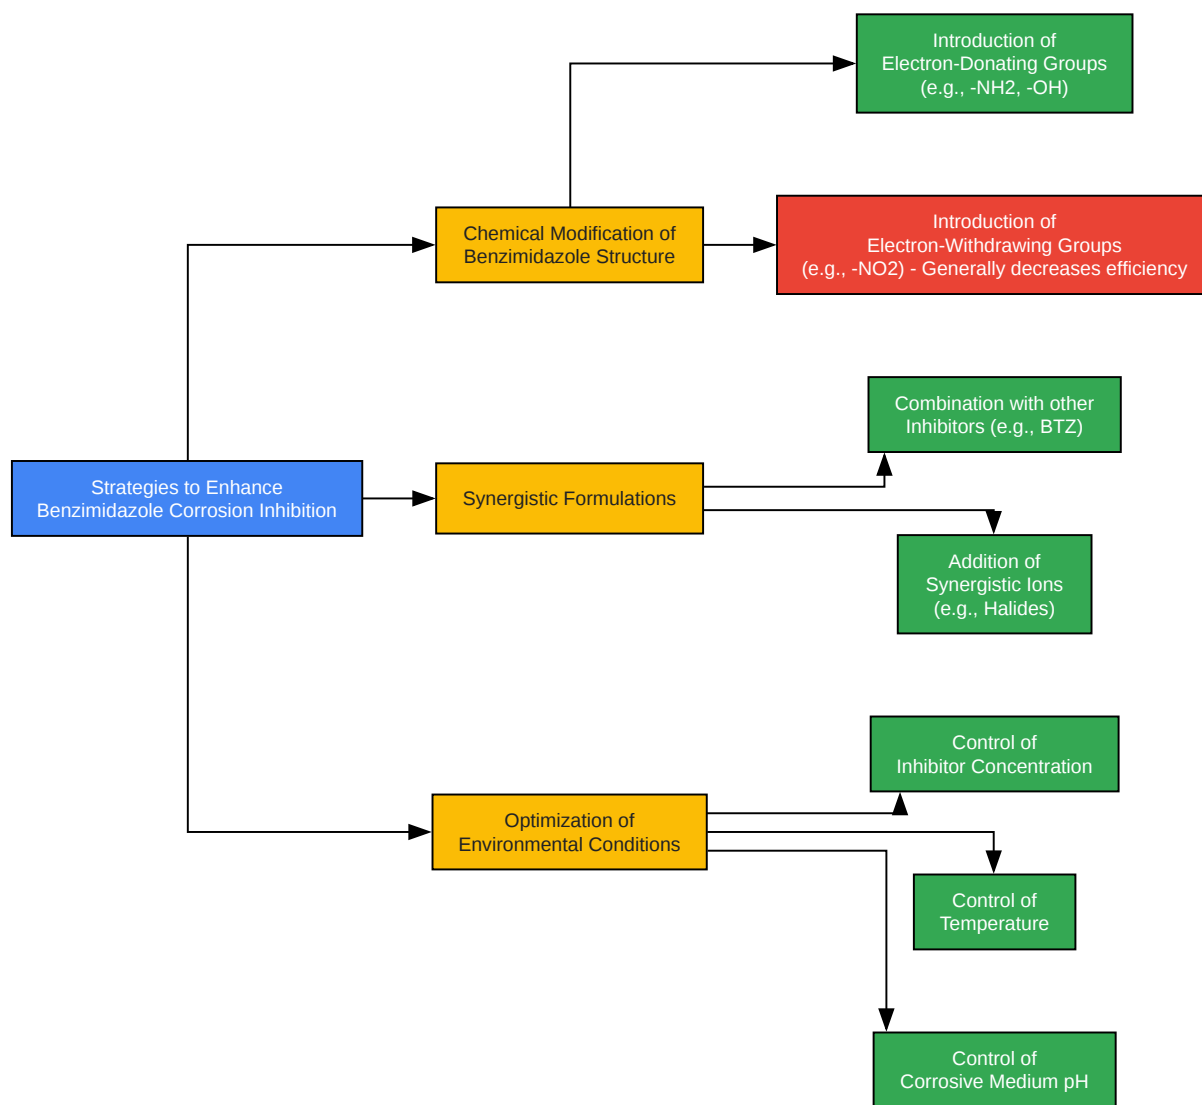 Introduction of
Electron-Donating Groups
(e.g., -NH2, -OH)
Chemical Modification of
Benzimidazole Structure
Introduction of
Electron-Withdrawing Groups
(e.g., -NO2) - Generally decreases efficiency
Combination with other
Inhibitors (e.g., BTZ)
Strategies to Enhance
Benzimidazole Corrosion Inhibition
Synergistic Formulations
Addition of
Synergistic Ions
(e.g., Halides)
Control of
Inhibitor Concentration
Optimization of
Environmental Conditions
Control of
Temperature
Control of
Corrosive Medium pH